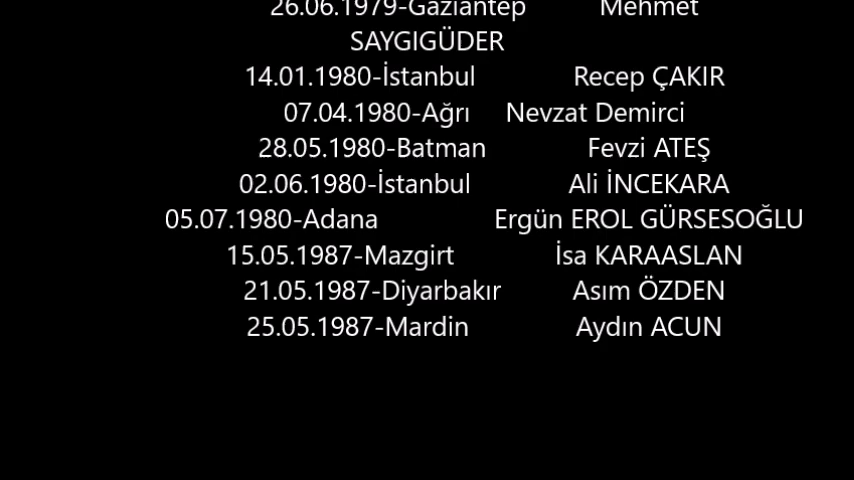 26.06.1979-Gaziantep Mehmet
SAYGIGÜDER
14.01.1980-İstanbul Recep ÇAKIR
07.04.1980-Ağrı Nevzat Demirci
28.05.1980-Batman Fevzi ATEŞ
02.06.1980-İstanbul Ali İNCEKARA
05.07.1980-Adana Ergün EROL GÜRSESOĞLU
15.05.1987-Mazgirt İsa KARAASLAN
21.05.1987-Diyarbakır Asım ÖZDEN
25.05.1987-Mardin Aydın ACUN